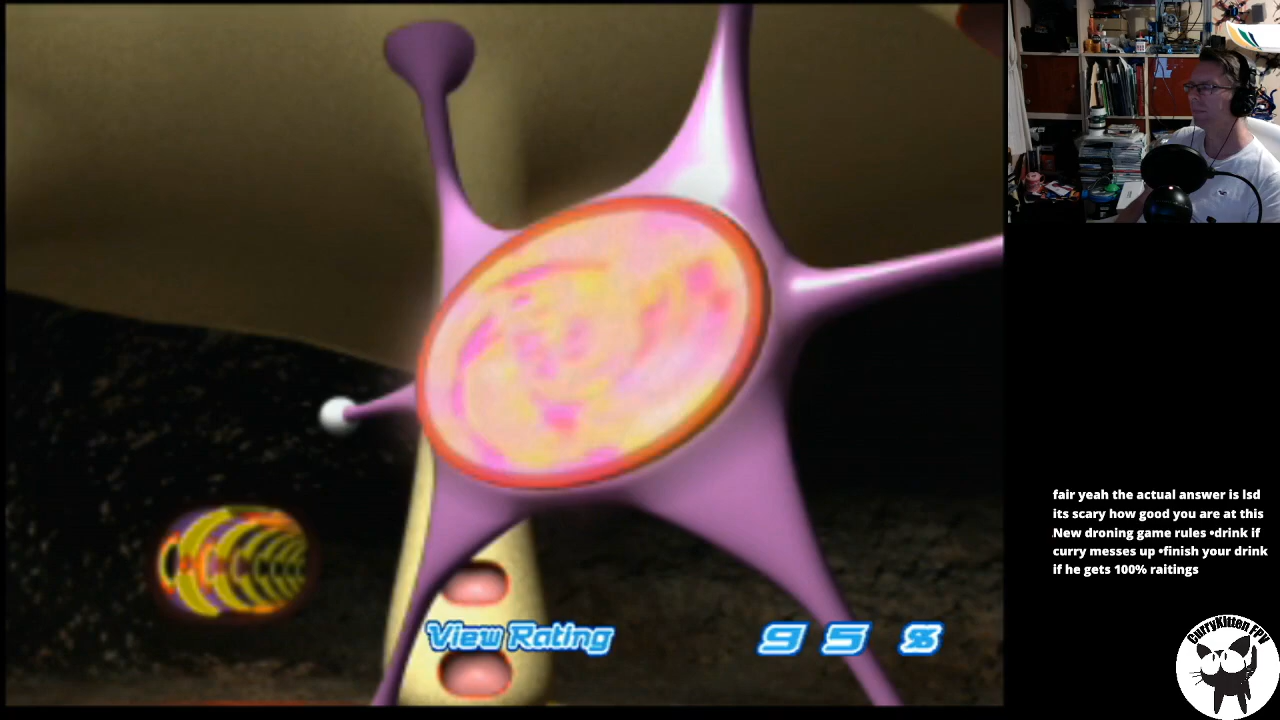 fair yeah the actual answer is lsd
its scary how good you are at this
New droning game rules •drink if
curry messes up •finish your drink
if he gets 100% raitings
View Rating 95 %
CurryKitten FPV